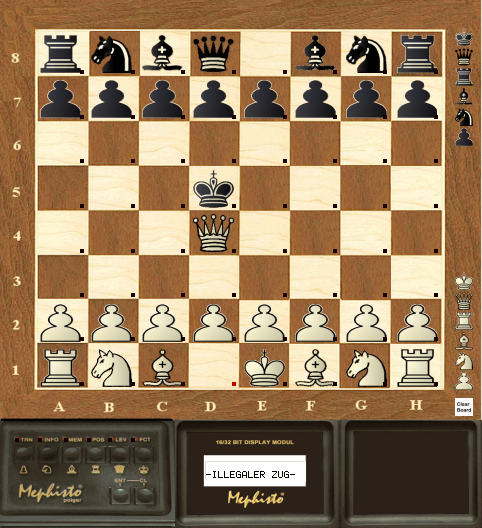 8
7
6
5
4
3
2
1
A B C D E F G H
Clear
Board
TRN INFO MEM POS LEV FCT
ENT CL
Mephisto
polgar
16/32 BIT DISPLAY MODUL
-ILLEGALER ZUG-
Mephisto